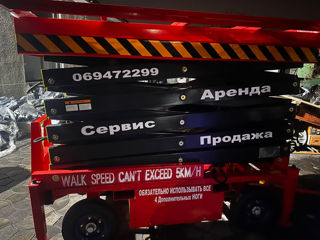 069472299
Аренда
Сервис
Продажа
WALK SPEED CAN'T EXCEED 5KM/H
ОБЯЗАТЕЛЬНО ИСПОЛЬЗОВАТЬ ВСЕ
4 Дополнительных НОГИ